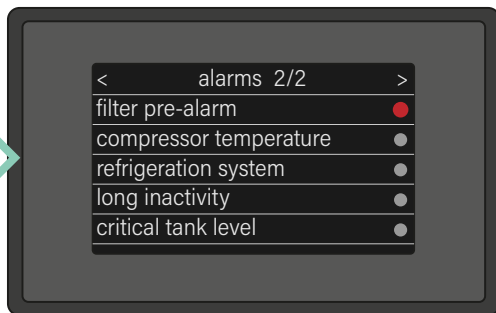 < alarms 2/2 >
filter pre-alarm
compressor temperature
refrigeration system
long inactivity
critical tank level